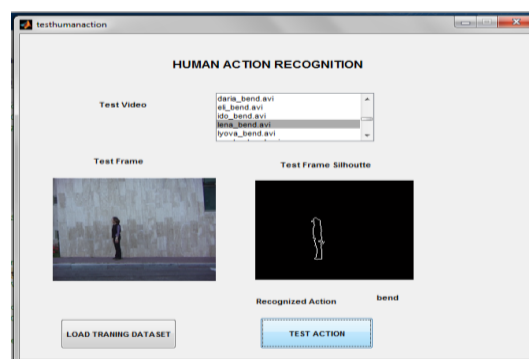 testhumanaction
HUMAN ACTION RECOGNITION
Test Video
daria_bend.avi
eli_bend.avi
ido_bend.avi
lena_bend.avi
lyova_bend.avi
Test Frame
Test Frame Silhoutte
Recognized Action
bend
LOAD TRANING DATASET
TEST ACTION